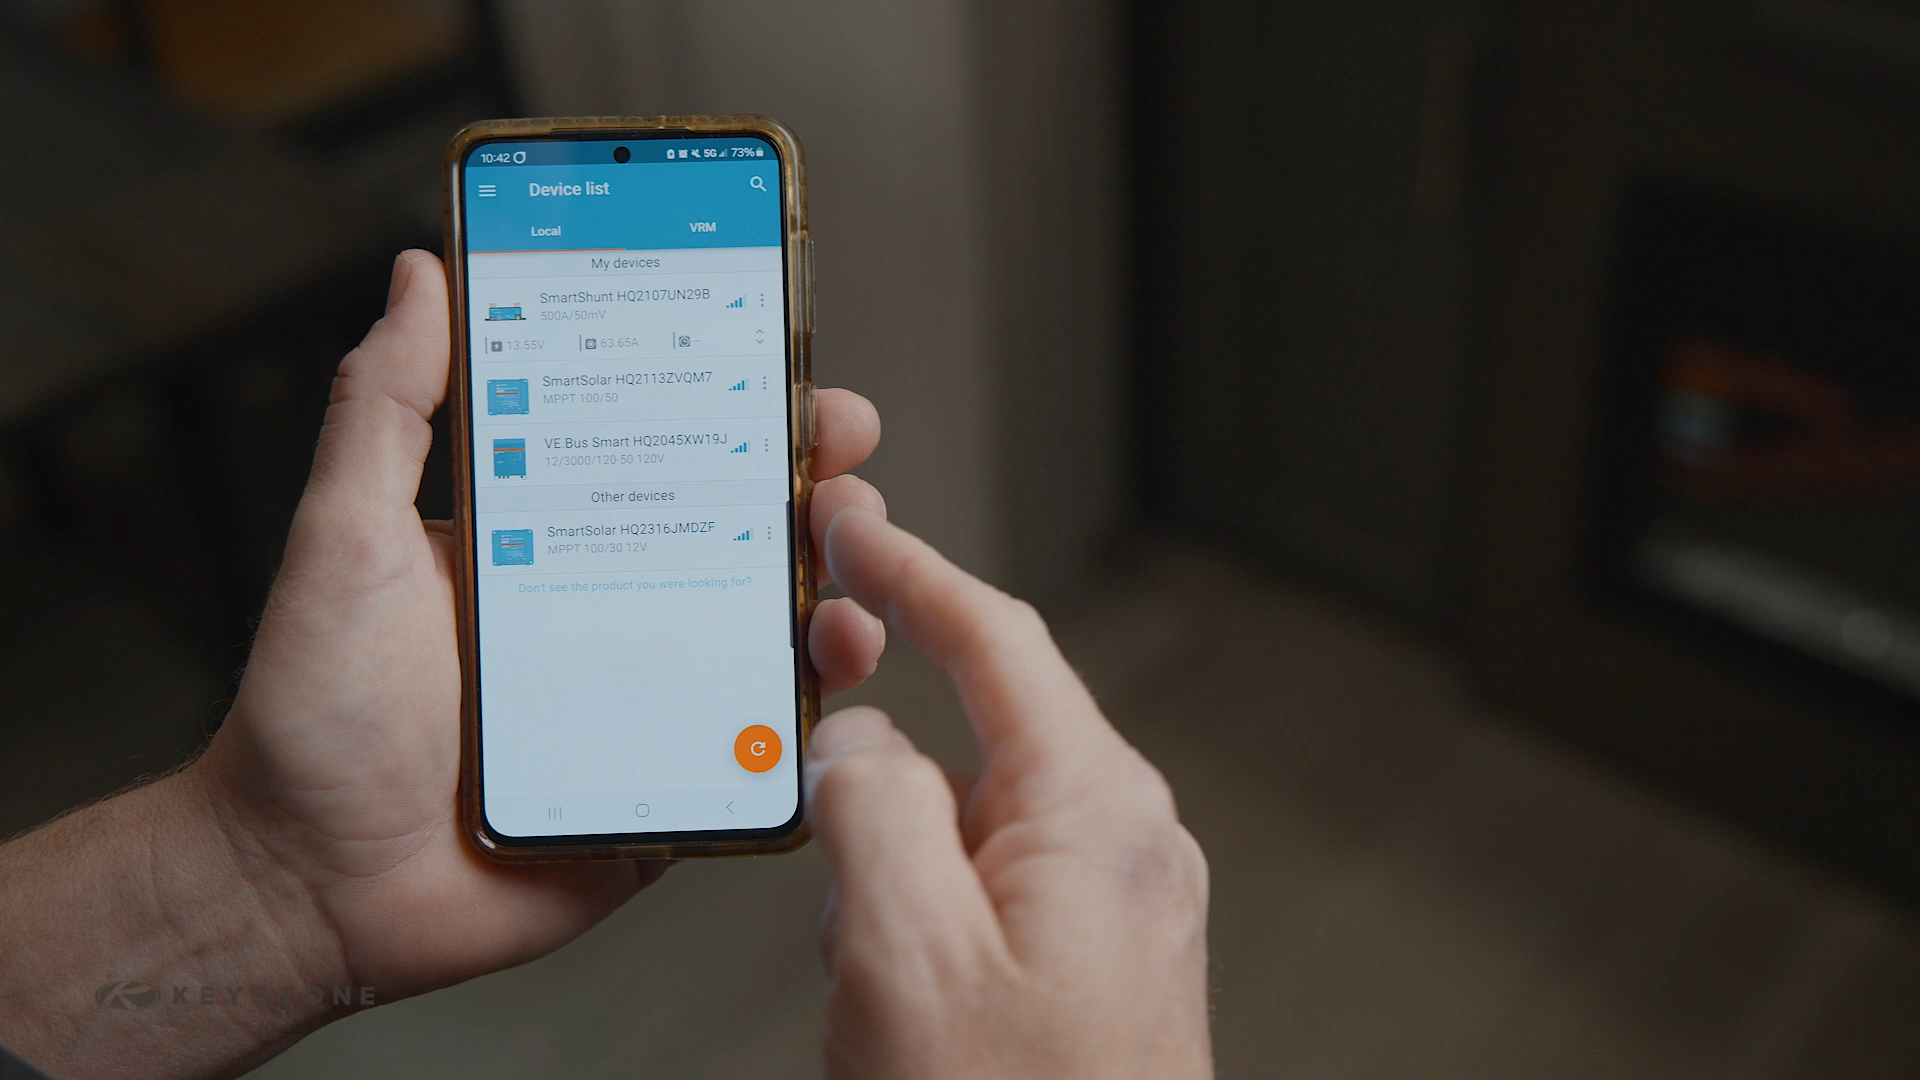 10:42 5G 73%
Device list
Local VRM
My devices
SmartShunt HQ2107UN29B
500A/50mV
13.55V 63.65A --
SmartSolar HQ2113ZVQM7
MPPT 100/50
VE.Bus Smart HQ2045XW19J
12/3000/120-50 120V
Other devices
SmartSolar HQ2316JMDZF
MPPT 100/30 12V
Don't see the product you were looking for?
KEYSTONE